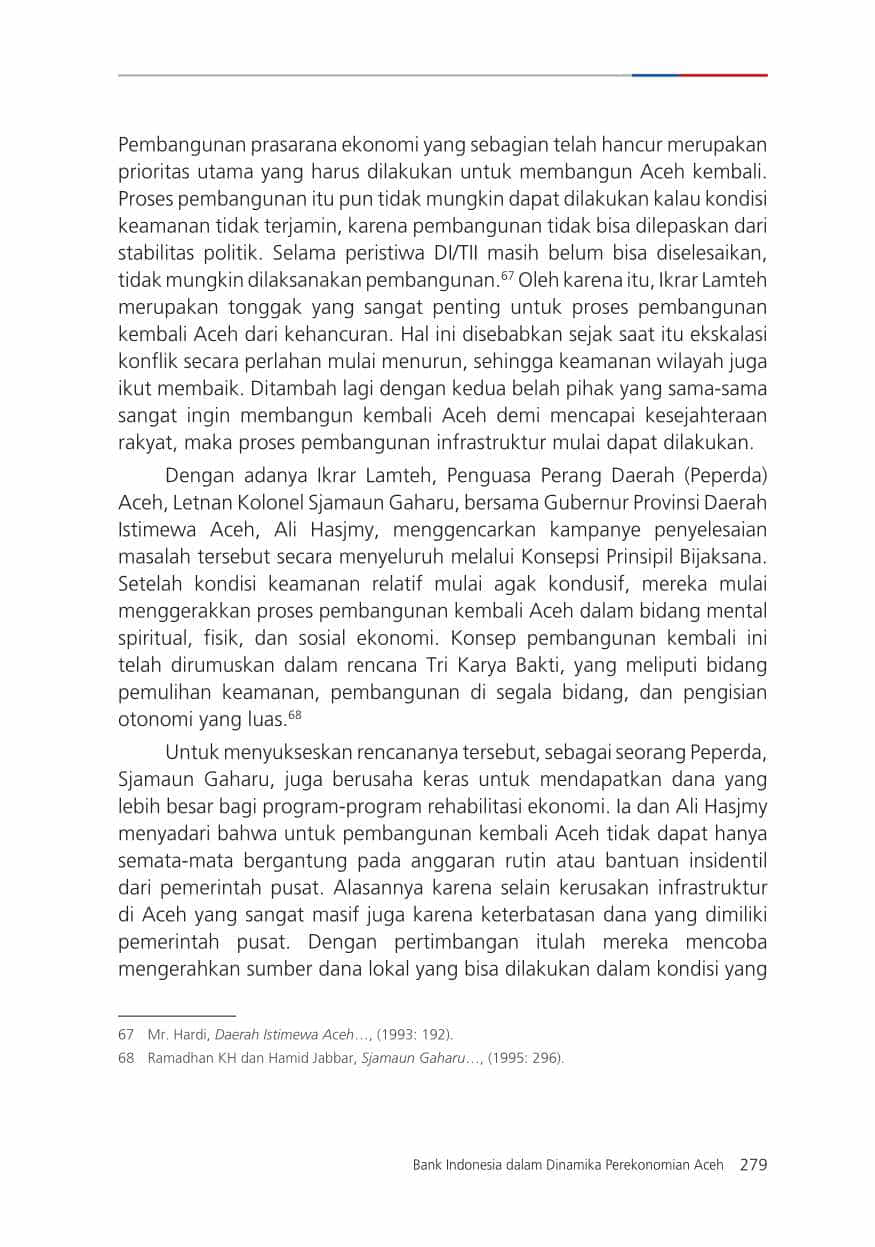 Pembangunan prasarana ekonomi yang sebagian telah hancur merupakan
prioritas utama yang harus dilakukan untuk membangun Aceh kembali.
Proses pembangunan itu pun tidak mungkin dapat dilakukan kalau kondisi
keamanan tidak terjamin, karena pembangunan tidak bisa dilepaskan dari
stabilitas politik. Selama peristiwa DI/TII masih belum bisa diselesaikan,
tidak mungkin dilaksanakan pembangunan.⁶⁷ Oleh karena itu, Ikrar Lamteh
merupakan tonggak yang sangat penting untuk proses pembangunan
kembali Aceh dari kehancuran. Hal ini disebabkan sejak saat itu ekskalasi
konflik secara perlahan mulai menurun, sehingga keamanan wilayah juga
ikut membaik. Ditambah lagi dengan kedua belah pihak yang sama-sama
sangat ingin membangun kembali Aceh demi mencapai kesejahteraan
rakyat, maka proses pembangunan infrastruktur mulai dapat dilakukan.
Dengan adanya Ikrar Lamteh, Penguasa Perang Daerah (Peperda)
Aceh, Letnan Kolonel Sjamaun Gaharu, bersama Gubernur Provinsi Daerah
Istimewa Aceh, Ali Hasjmy, menggencarkan kampanye penyelesaian
masalah tersebut secara menyeluruh melalui Konsepsi Prinsipil Bijaksana.
Setelah kondisi keamanan relatif mulai agak kondusif, mereka mulai
menggerakkan proses pembangunan kembali Aceh dalam bidang mental
spiritual, fisik, dan sosial ekonomi. Konsep pembangunan kembali ini
telah dirumuskan dalam rencana Tri Karya Bakti, yang meliputi bidang
pemulihan keamanan, pembangunan di segala bidang, dan pengisian
otonomi yang luas.⁶⁸
Untuk menyukseskan rencananya tersebut, sebagai seorang Peperda,
Sjamaun Gaharu, juga berusaha keras untuk mendapatkan dana yang
lebih besar bagi program-program rehabilitasi ekonomi. Ia dan Ali Hasjmy
menyadari bahwa untuk pembangunan kembali Aceh tidak dapat hanya
semata-mata bergantung pada anggaran rutin atau bantuan insidentil
dari pemerintah pusat. Alasannya karena selain kerusakan infrastruktur
di Aceh yang sangat masif juga karena keterbatasan dana yang dimiliki
pemerintah pusat. Dengan pertimbangan itulah mereka mencoba
mengerahkan sumber dana lokal yang bisa dilakukan dalam kondisi yang
67 Mr. Hardi, Daerah Istimewa Aceh…, (1993: 192).
68 Ramadhan KH dan Hamid Jabbar, Sjamaun Gaharu…, (1995: 296).
Bank Indonesia dalam Dinamika Perekonomian Aceh 279